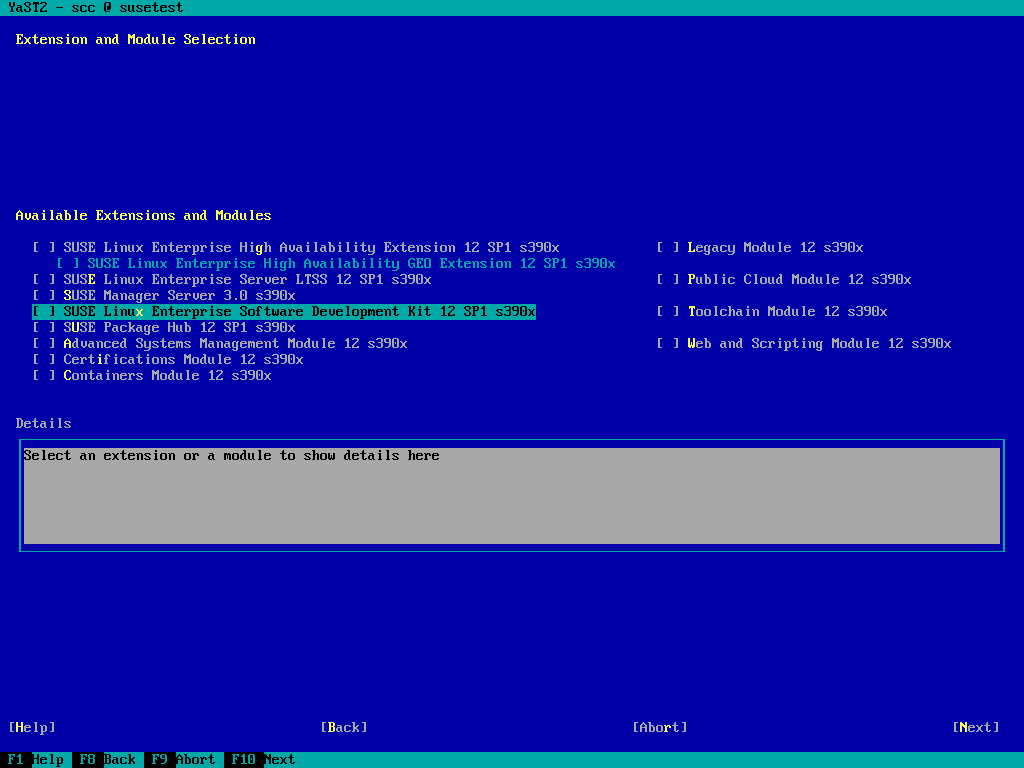 YaST2 - scc @ susetest
Extension and Module Selection
Available Extensions and Modules
[ ] SUSE Linux Enterprise High Availability Extension 12 SP1 s390x [ ] Legacy Module 12 s390x
[ ] SUSE Linux Enterprise High Availability GEO Extension 12 SP1 s390x
[ ] SUSE Linux Enterprise Server LTSS 12 SP1 s390x [ ] Public Cloud Module 12 s390x
[ ] SUSE Manager Server 3.0 s390x
[ ] SUSE Linux Enterprise Software Development Kit 12 SP1 s390x [ ] Toolchain Module 12 s390x
[ ] SUSE Package Hub 12 SP1 s390x
[ ] Advanced Systems Management Module 12 s390x [ ] Web and Scripting Module 12 s390x
[ ] Certifications Module 12 s390x
[ ] Containers Module 12 s390x
Details
Select an extension or a module to show details here
[Help] [Back] [Abort] [Next]
F1 Help F8 Back F9 Abort F10 Next